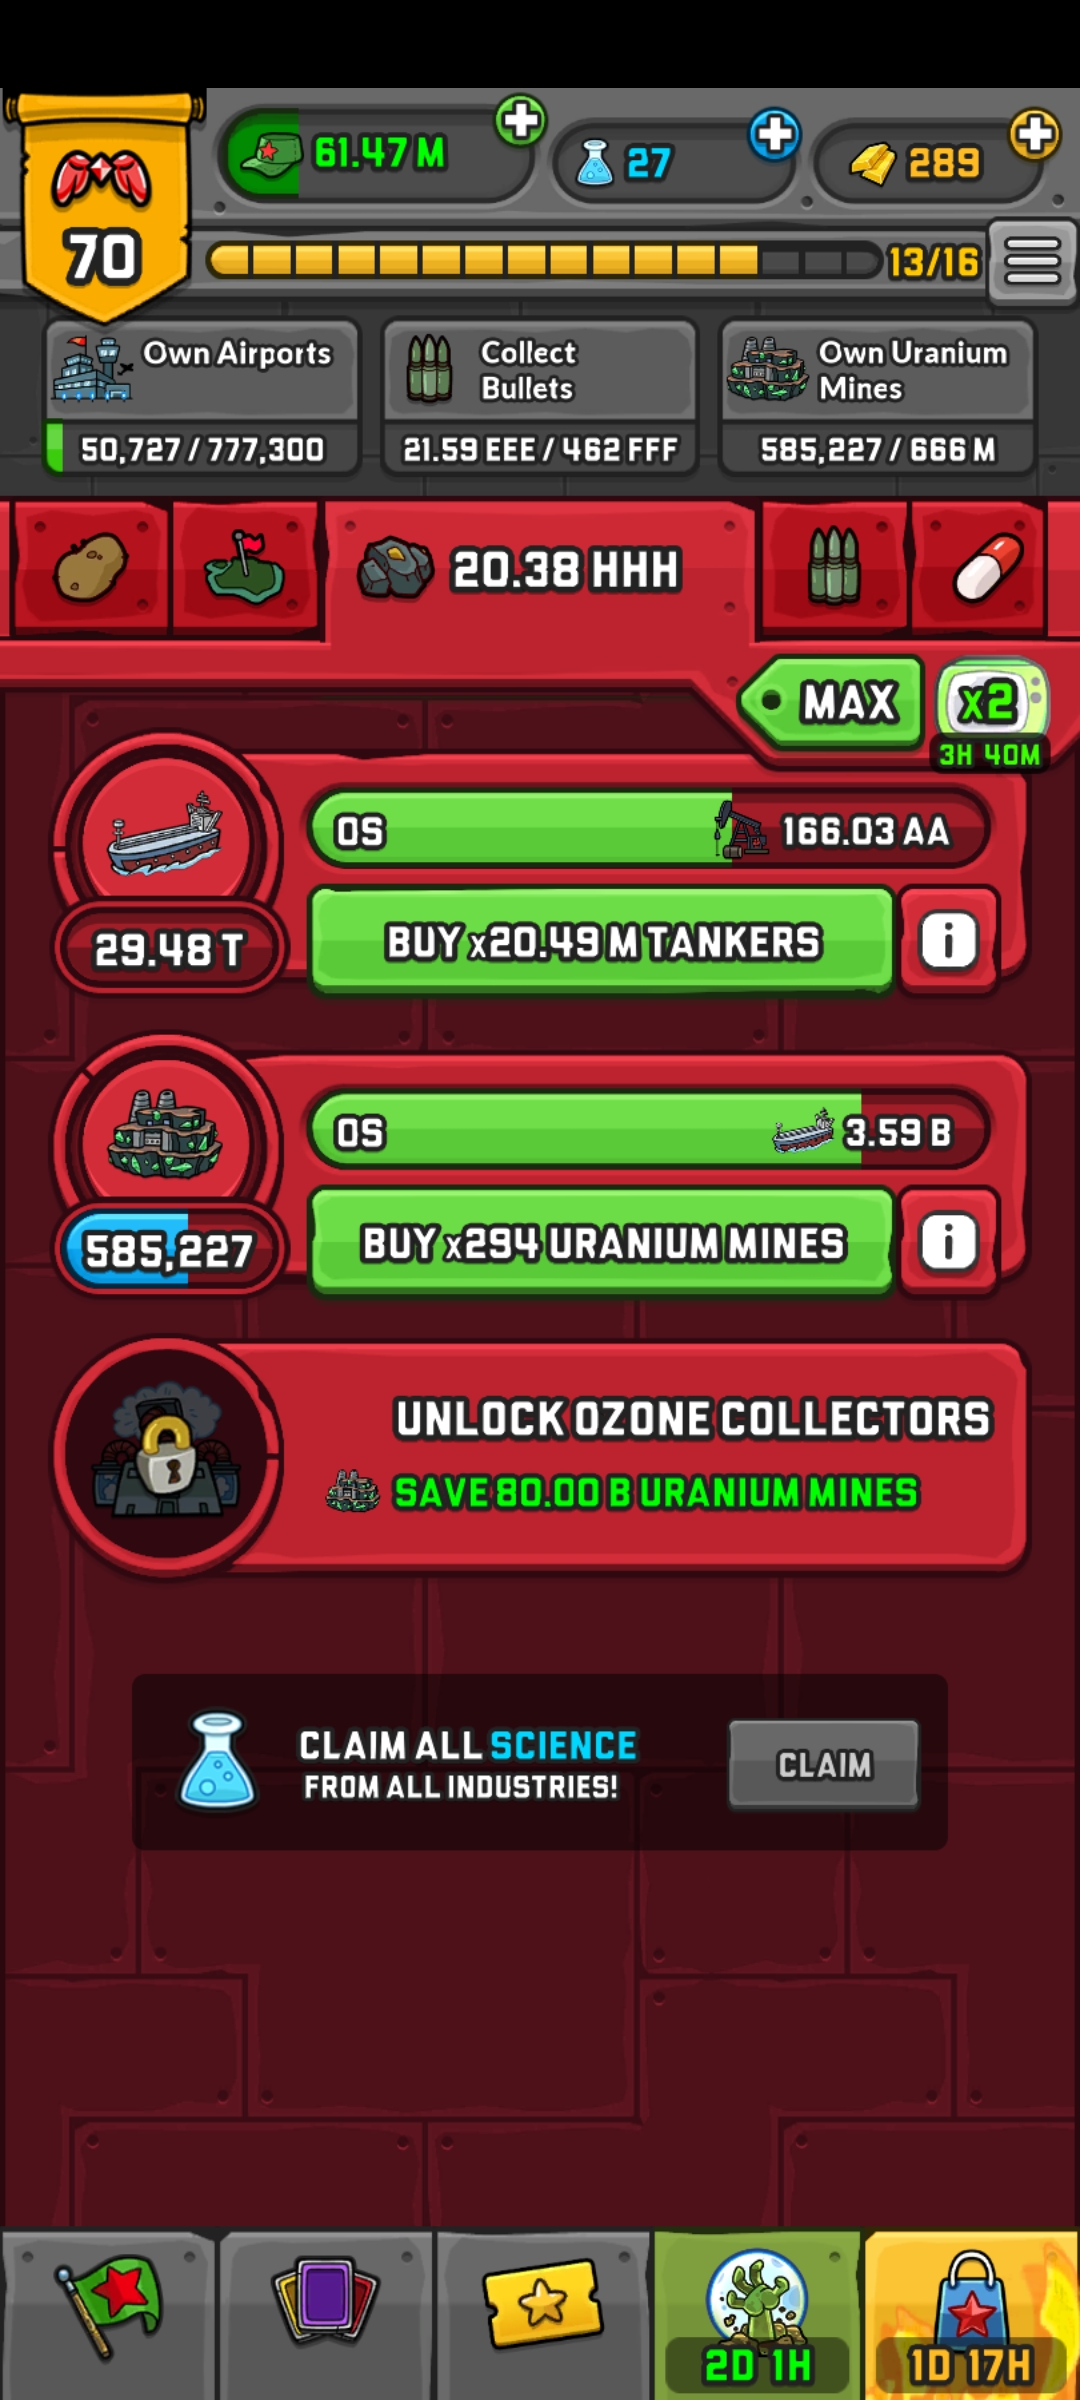 61.47 M
27
289
70
13/16
Own Airports
50,727 / 777,300
Collect
Bullets
21.59 EEE / 462 FFF
Own Uranium
Mines
585,227 / 666 M
20.38 HHH
MAX
x2
3H 40M
0S
166.03 AA
29.48 T
BUY x20.49 M TANKERS
i
0S
3.59 B
585,227
BUY x294 URANIUM MINES
i
UNLOCK OZONE COLLECTORS
SAVE 80.00 B URANIUM MINES
CLAIM ALL SCIENCE
FROM ALL INDUSTRIES!
CLAIM
2D 1H
1D 17H